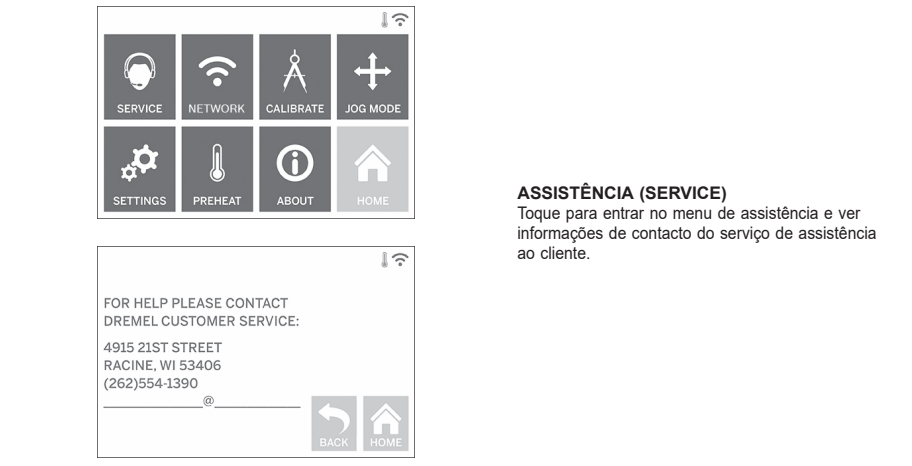 SERVICE NETWORK CALIBRATE JOG MODE
SETTINGS PREHEAT ABOUT HOME
FOR HELP PLEASE CONTACT
DREMEL CUSTOMER SERVICE:
4915 21ST STREET
RACINE, WI 53406
(262)554-1390
____________@____________
BACK HOME
ASSISTÊNCIA (SERVICE)
Toque para entrar no menu de assistência e ver
informações de contacto do serviço de assistência
ao cliente.